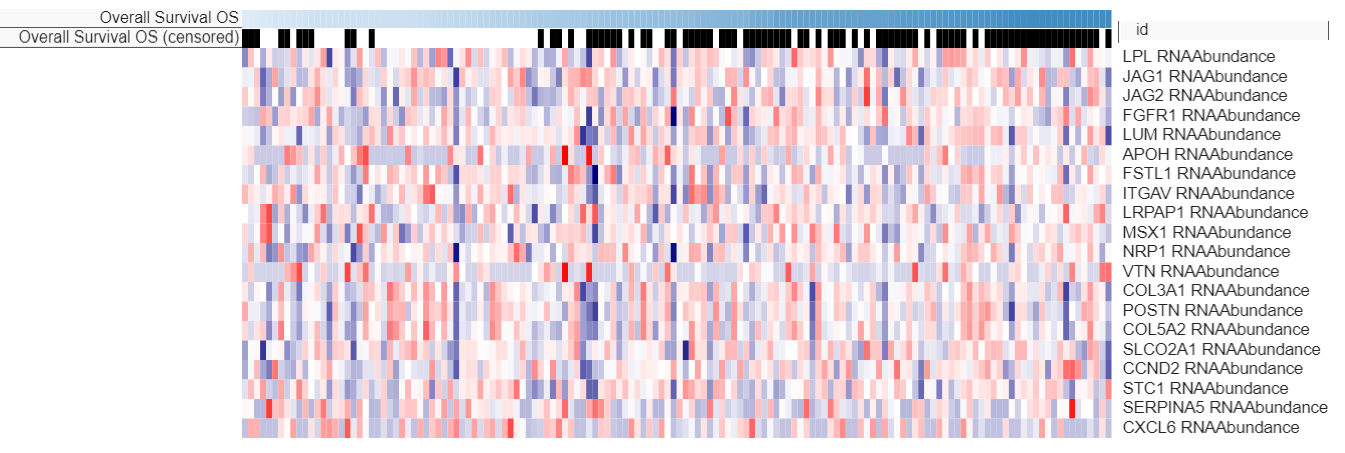 Overall Survival OS
Overall Survival OS (censored)
id
LPL RNAAbundance
JAG1 RNAAbundance
JAG2 RNAAbundance
FGFR1 RNAAbundance
LUM RNAAbundance
APOH RNAAbundance
FSTL1 RNAAbundance
ITGAV RNAAbundance
LRPAP1 RNAAbundance
MSX1 RNAAbundance
NRP1 RNAAbundance
VTN RNAAbundance
COL3A1 RNAAbundance
POSTN RNAAbundance
COL5A2 RNAAbundance
SLCO2A1 RNAAbundance
CCND2 RNAAbundance
STC1 RNAAbundance
SERPINA5 RNAAbundance
CXCL6 RNAAbundance